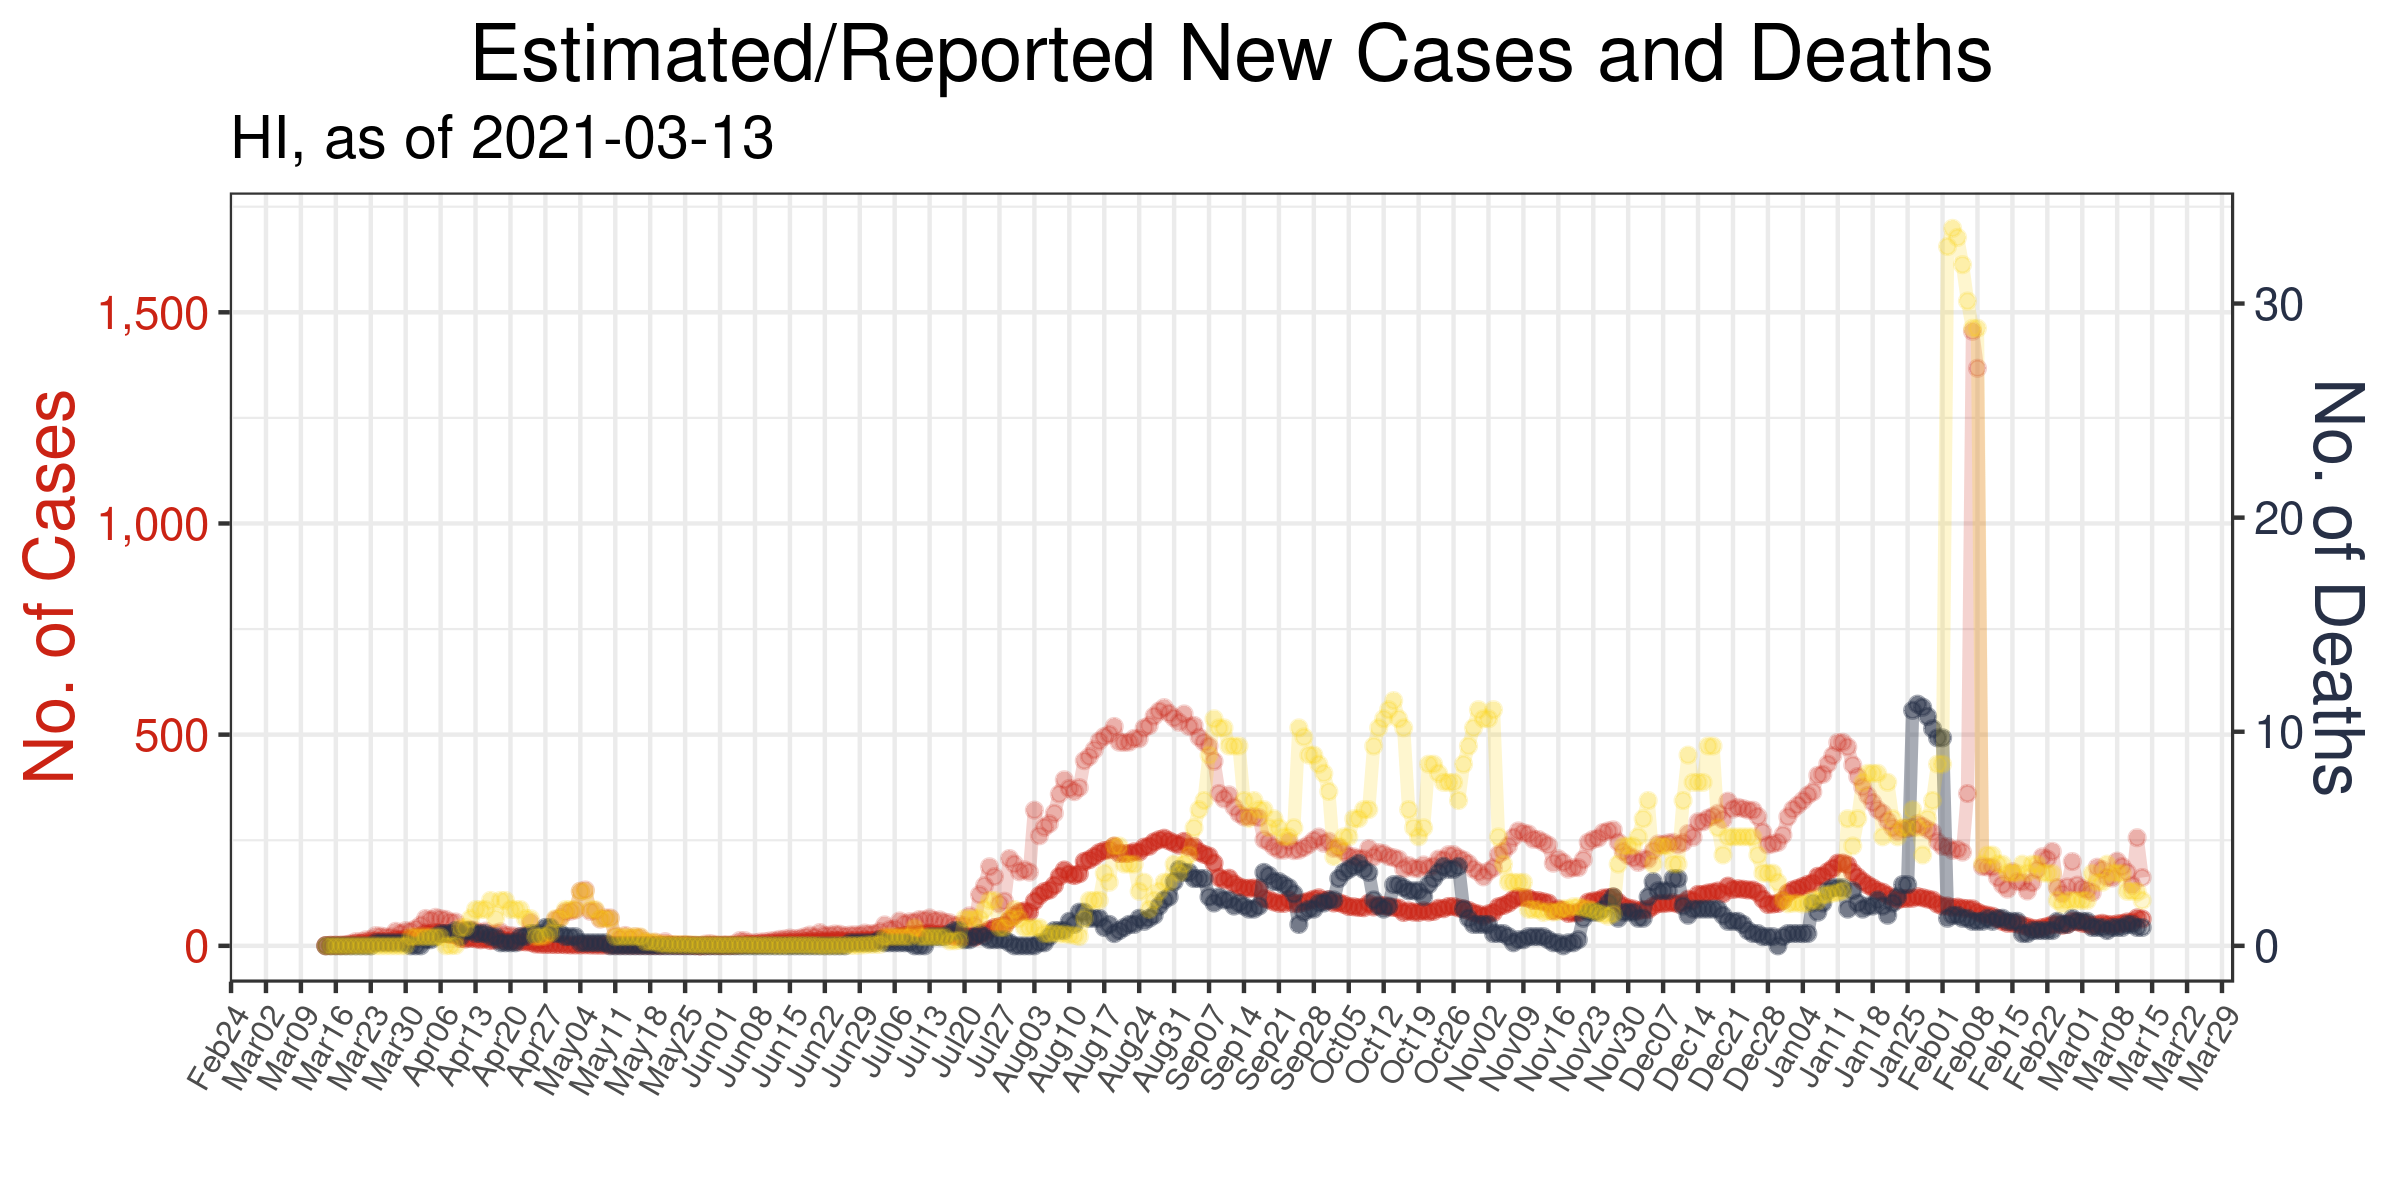 Estimated/Reported New Cases and Deaths
HI, as of 2021-03-13
No. of Cases
1,500
1,000
500
0
No. of Deaths
30
20
10
0
Feb24
Mar02
Mar09
Mar16
Mar23
Mar30
Apr06
Apr13
Apr20
Apr27
May04
May11
May18
May25
Jun01
Jun08
Jun15
Jun22
Jun29
Jul06
Jul13
Jul20
Jul27
Aug03
Aug10
Aug17
Aug24
Aug31
Sep07
Sep14
Sep21
Sep28
Oct05
Oct12
Oct19
Oct26
Nov02
Nov09
Nov16
Nov23
Nov30
Dec07
Dec14
Dec21
Dec28
Jan04
Jan11
Jan18
Jan25
Feb01
Feb08
Feb15
Feb22
Mar01
Mar08
Mar15
Mar22
Mar29